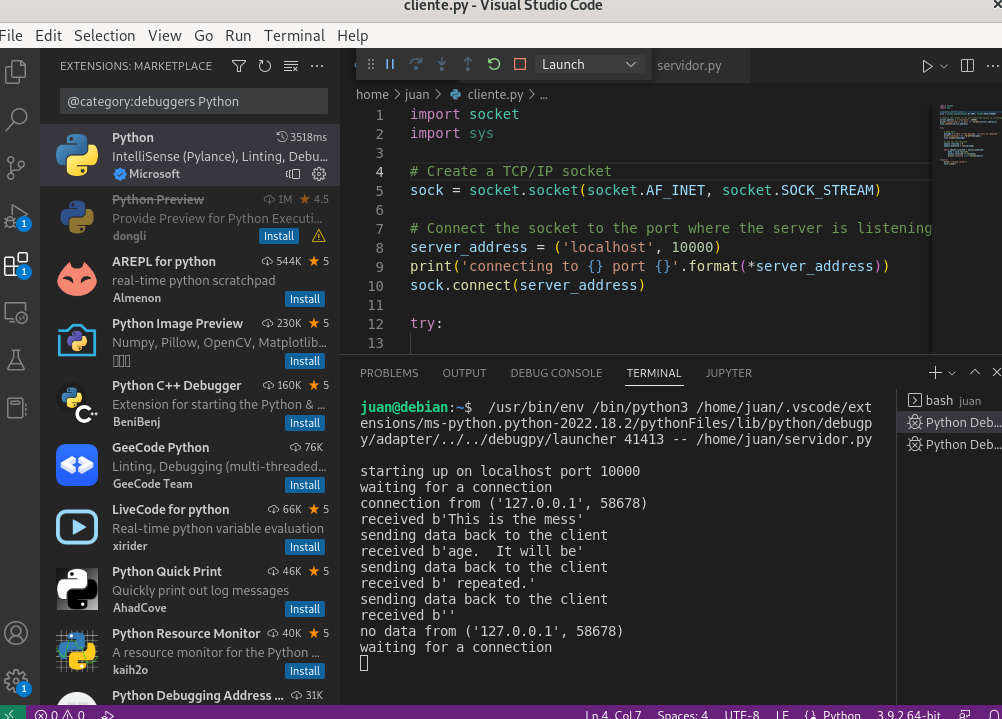 cliente.py - Visual Studio Code
File Edit Selection View Go Run Terminal Help
EXTENSIONS: MARKETPLACE
@category:debuggers Python
Python 3518ms
IntelliSense (Pylance), Linting, Debu...
Microsoft
Python Preview 1M 4.5
Provide Preview for Python Executi...
dongli Install
AREPL for python 544K 5
real-time python scratchpad
Almenon Install
Python Image Preview 230K 5
Numpy, Pillow, OpenCV, Matplotlib...
Install
Python C++ Debugger 160K 5
Extension for starting the Python & ...
BeniBenj Install
GeeCode Python 76K
Linting, Debugging (multi-threaded...
GeeCode Team Install
LiveCode for python 66K 5
Real-time python variable evaluation
xirider Install
Python Quick Print 46K 5
Quickly print out log messages
AhadCove Install
Python Resource Monitor 40K 5
A resource monitor for the Python ...
kaih2o Install
Python Debugging Address ... 31K
1
1
1
Launch
servidor.py
home > juan > cliente.py > ...
1 import socket
2 import sys
3
4 # Create a TCP/IP socket
5 sock = socket.socket(socket.AF_INET, socket.SOCK_STREAM)
6
7 # Connect the socket to the port where the server is listening
8 server_address = ('localhost', 10000)
9 print('connecting to {} port {}'.format(*server_address))
10 sock.connect(server_address)
11
12 try:
13
PROBLEMS OUTPUT DEBUG CONSOLE TERMINAL JUPYTER
juan@debian:~$  /usr/bin/env /bin/python3 /home/juan/.vscode/ext
ensions/ms-python.python-2022.18.2/pythonFiles/lib/python/debugp
y/adapter/../../debugpy/launcher 41413 -- /home/juan/servidor.py
starting up on localhost port 10000
waiting for a connection
connection from ('127.0.0.1', 58678)
received b'This is the mess'
sending data back to the client
received b'age.  It will be'
sending data back to the client
received b' repeated.'
sending data back to the client
received b''
no data from ('127.0.0.1', 58678)
waiting for a connection
bash juan
Python Deb...
Python Deb...
0 0 Ln 4, Col 7 Spaces: 4 UTF-8 LF Python 3.9.2 64-bit